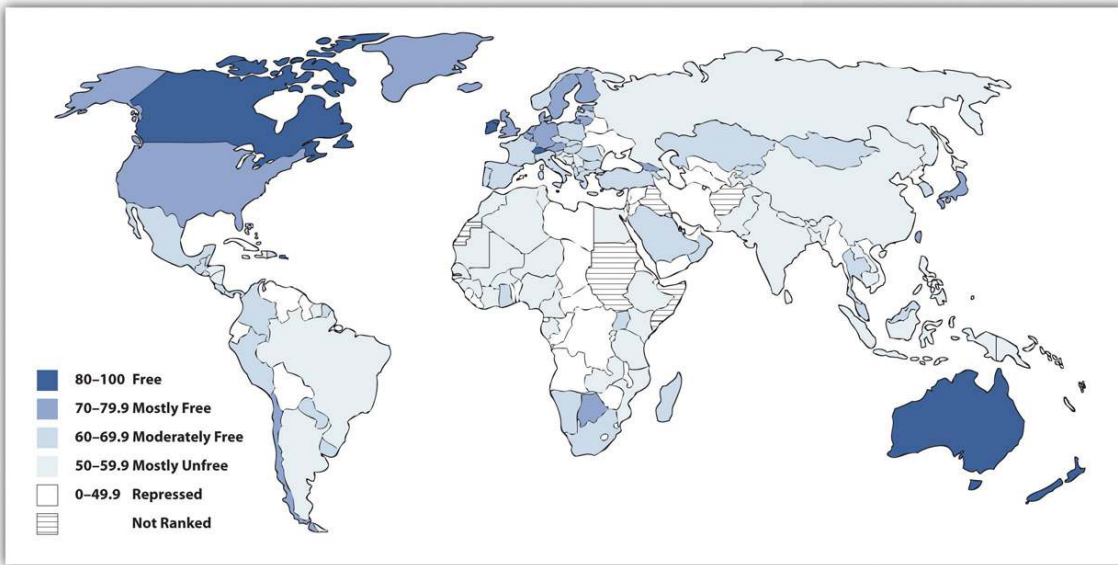 80–100 Free
70–79.9 Mostly Free
60–69.9 Moderately Free
50–59.9 Mostly Unfree
0–49.9 Repressed
Not Ranked